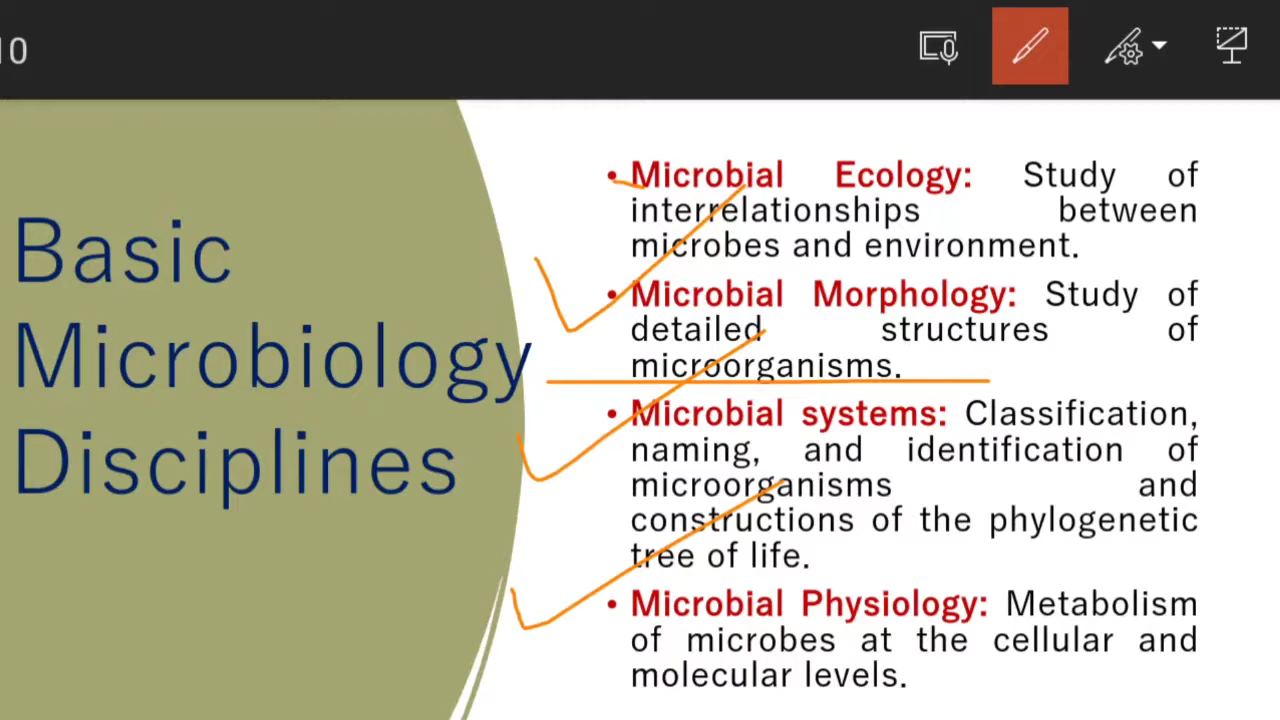 10
Basic
Microbiology
Disciplines
• Microbial Ecology: Study of
interrelationships between
microbes and environment.
• Microbial Morphology: Study of
detailed structures of
microorganisms.
• Microbial systems: Classification,
naming, and identification of
microorganisms and
constructions of the phylogenetic
tree of life.
• Microbial Physiology: Metabolism
of microbes at the cellular and
molecular levels.